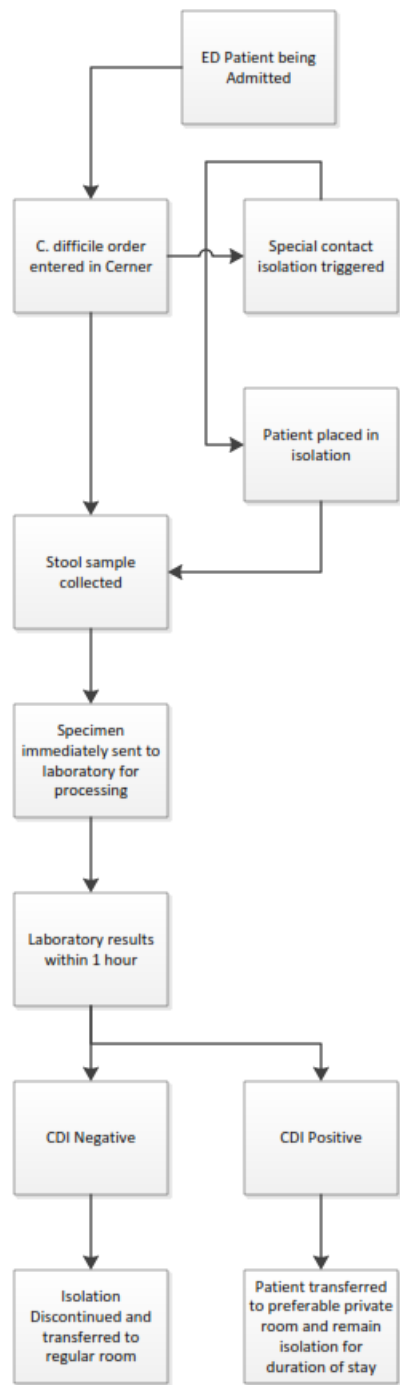 ED Patient being
Admitted
C. difficile order
entered in Cerner
Special contact
isolation triggered
Patient placed in
isolation
Stool sample
collected
Specimen
immediately sent to
laboratory for
processing
Laboratory results
within 1 hour
CDI Negative
CDI Positive
Isolation
Discontinued and
transferred to
regular room
Patient transferred
to preferable private
room and remain
isolation for
duration of stay